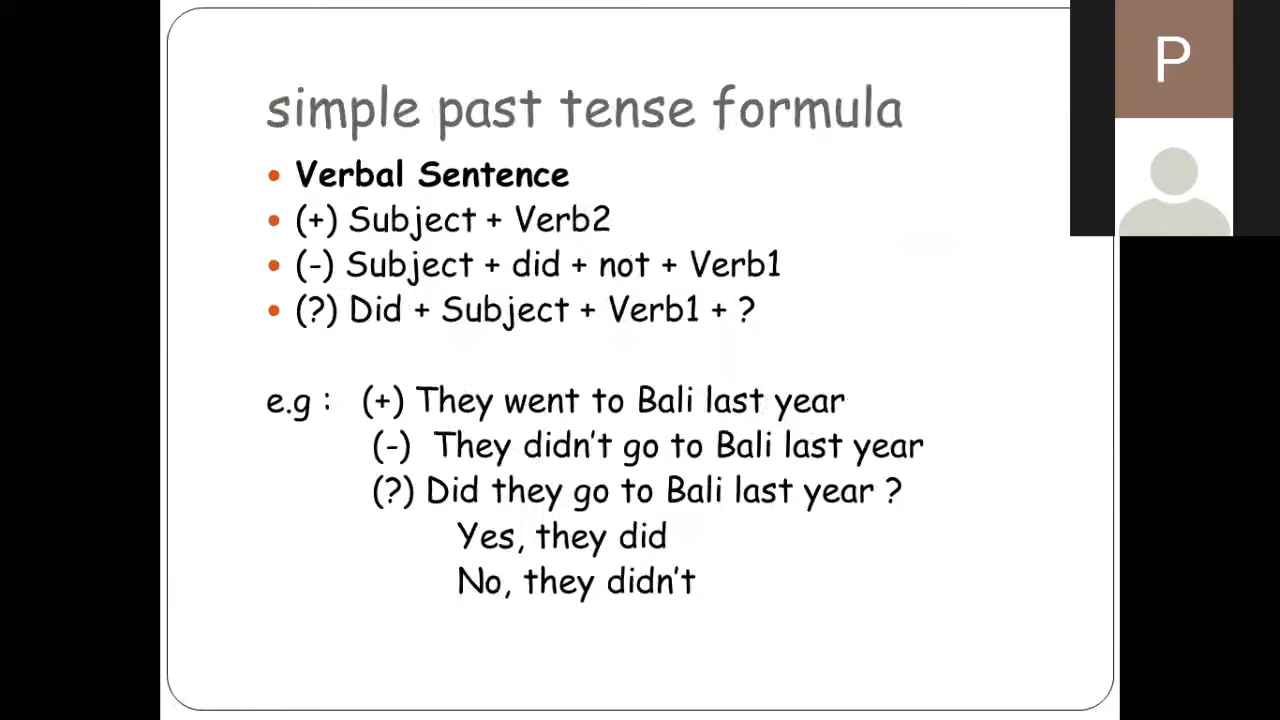 simple past tense formula
• Verbal Sentence
• (+) Subject + Verb2
• (-) Subject + did + not + Verb1
• (?) Did + Subject + Verb1 + ?
e.g : (+) They went to Bali last year
(-) They didn't go to Bali last year
(?) Did they go to Bali last year ?
Yes, they did
No, they didn't
P